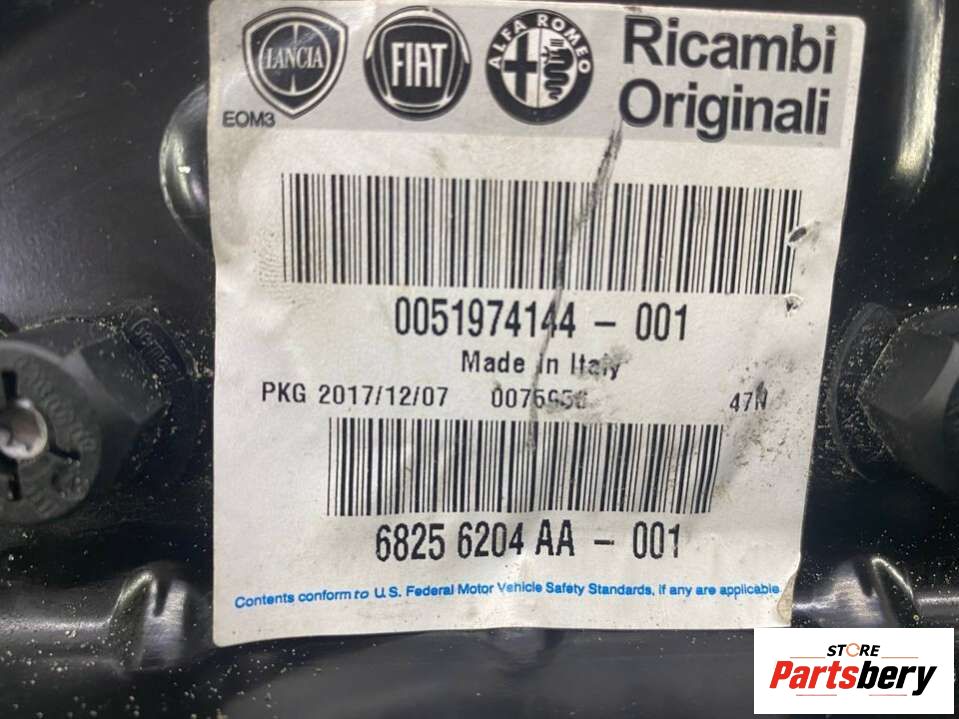 LANCIA
FIAT
ALFA ROMEO
Ricambi
Originali
EOM3
0051974144 - 001
Made in Italy
PKG 2017/12/07 47N
6825 6204 AA - 001
Contents conform to U.S. Federal Motor Vehicle Safety Standards, if any are applicable
STORE
Partsbery